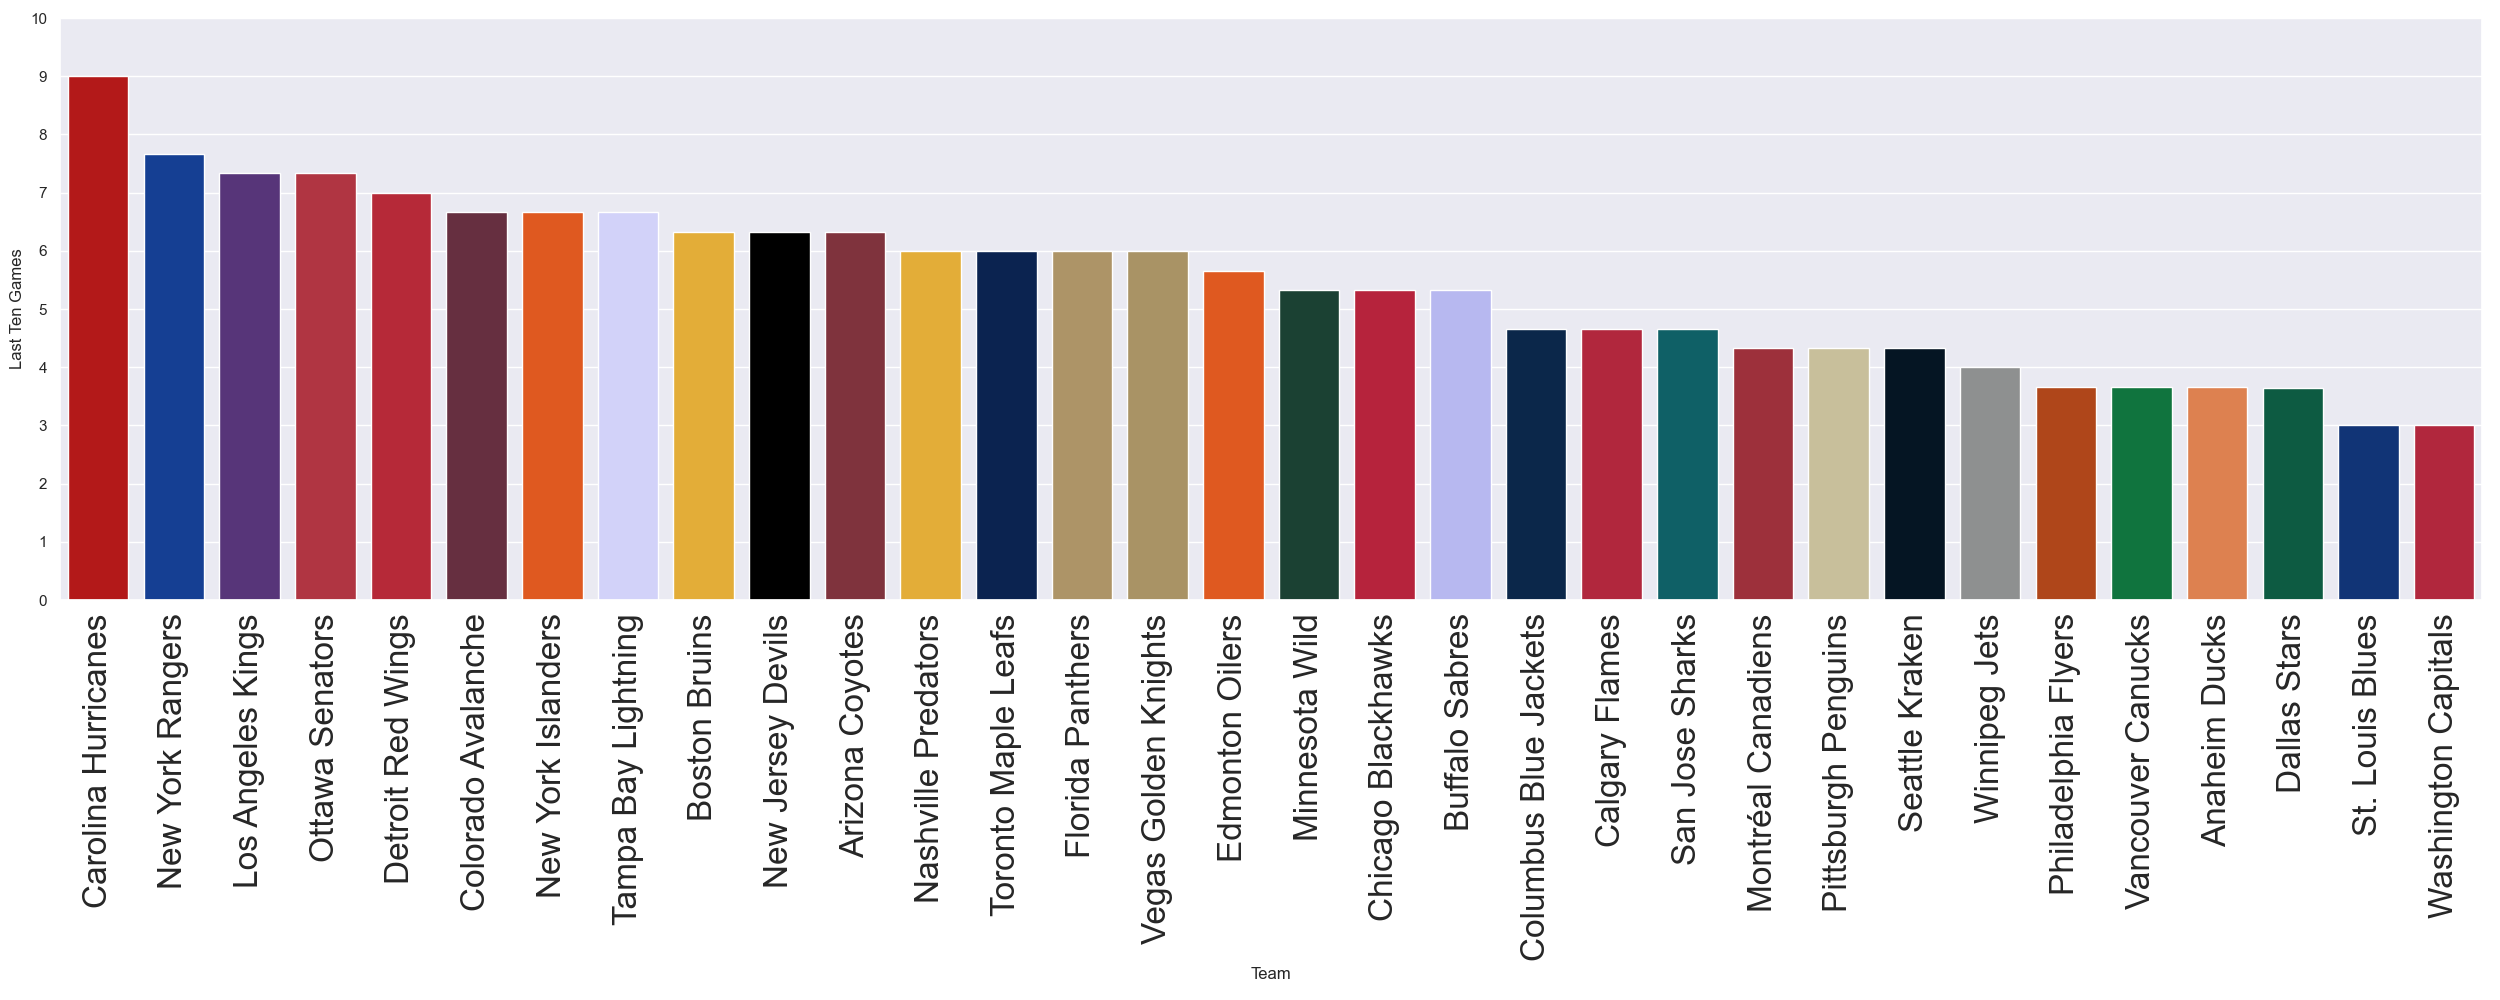 10
9
8
7
6
5
4
3
2
1
0
Last Ten Games
Carolina Hurricanes
New York Rangers
Los Angeles Kings
Ottawa Senators
Detroit Red Wings
Colorado Avalanche
New York Islanders
Tampa Bay Lightning
Boston Bruins
New Jersey Devils
Arizona Coyotes
Nashville Predators
Toronto Maple Leafs
Florida Panthers
Vegas Golden Knights
Edmonton Oilers
Minnesota Wild
Chicago Blackhawks
Buffalo Sabres
Columbus Blue Jackets
Calgary Flames
San Jose Sharks
Montréal Canadiens
Pittsburgh Penguins
Seattle Kraken
Winnipeg Jets
Philadelphia Flyers
Vancouver Canucks
Anaheim Ducks
Dallas Stars
St. Louis Blues
Washington Capitals
Team